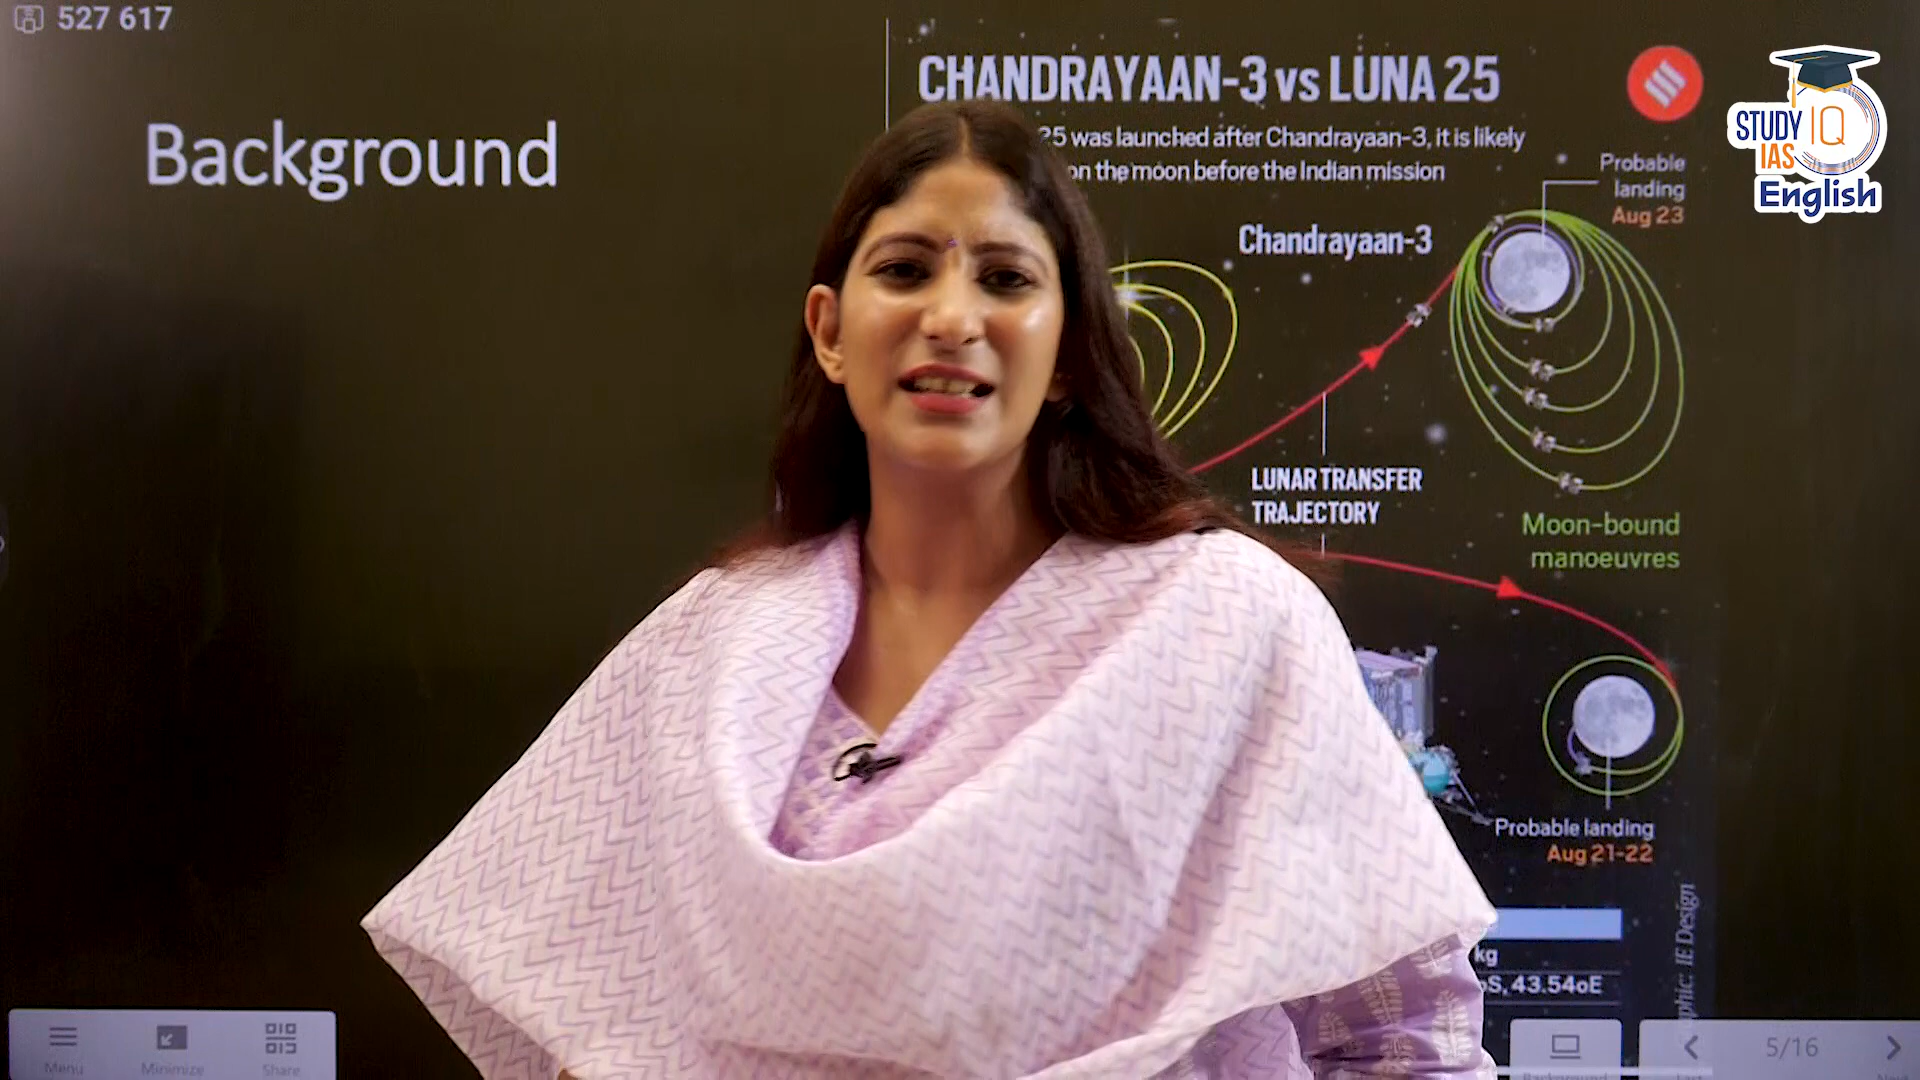 527 617
Background
CHANDRAYAAN-3 vs LUNA 25
25 was launched after Chandrayaan-3, it is likely
on the moon before the Indian mission
STUDY IQ
IAS
English
Probable
landing
Aug 23
Chandrayaan-3
LUNAR TRANSFER
TRAJECTORY
Moon-bound
manoeuvres
Probable landing
Aug 21-22
kg
S, 43.54oE
phic: IE Design
Menu
Minimize
Share
Background
5/16